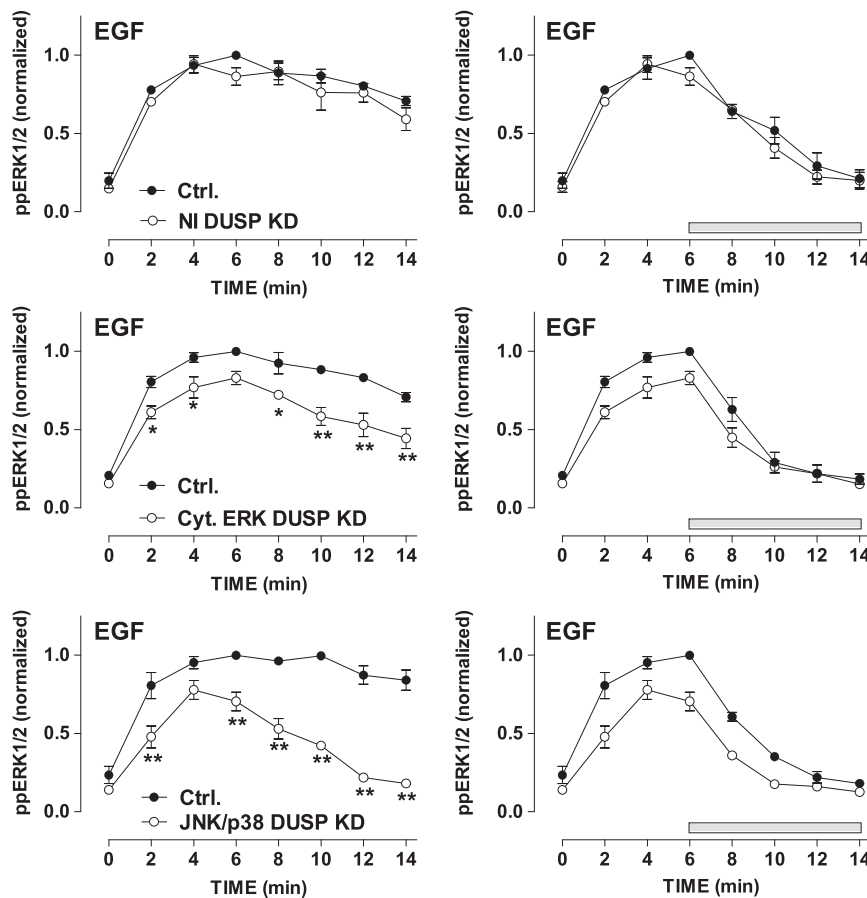 EGF
ppERK1/2 (normalized)
1.0
0.5
0.0
Ctrl.
NI DUSP KD
0 2 4 6 8 10 12 14
TIME (min)
EGF
ppERK1/2 (normalized)
1.0
0.5
0.0
0 2 4 6 8 10 12 14
TIME (min)
EGF
ppERK1/2 (normalized)
1.0
0.5
0.0
* * * ** ** **
Ctrl.
Cyt. ERK DUSP KD
0 2 4 6 8 10 12 14
TIME (min)
EGF
ppERK1/2 (normalized)
1.0
0.5
0.0
0 2 4 6 8 10 12 14
TIME (min)
EGF
ppERK1/2 (normalized)
1.0
0.5
0.0
** ** ** ** ** **
Ctrl.
JNK/p38 DUSP KD
0 2 4 6 8 10 12 14
TIME (min)
EGF
ppERK1/2 (normalized)
1.0
0.5
0.0
0 2 4 6 8 10 12 14
TIME (min)